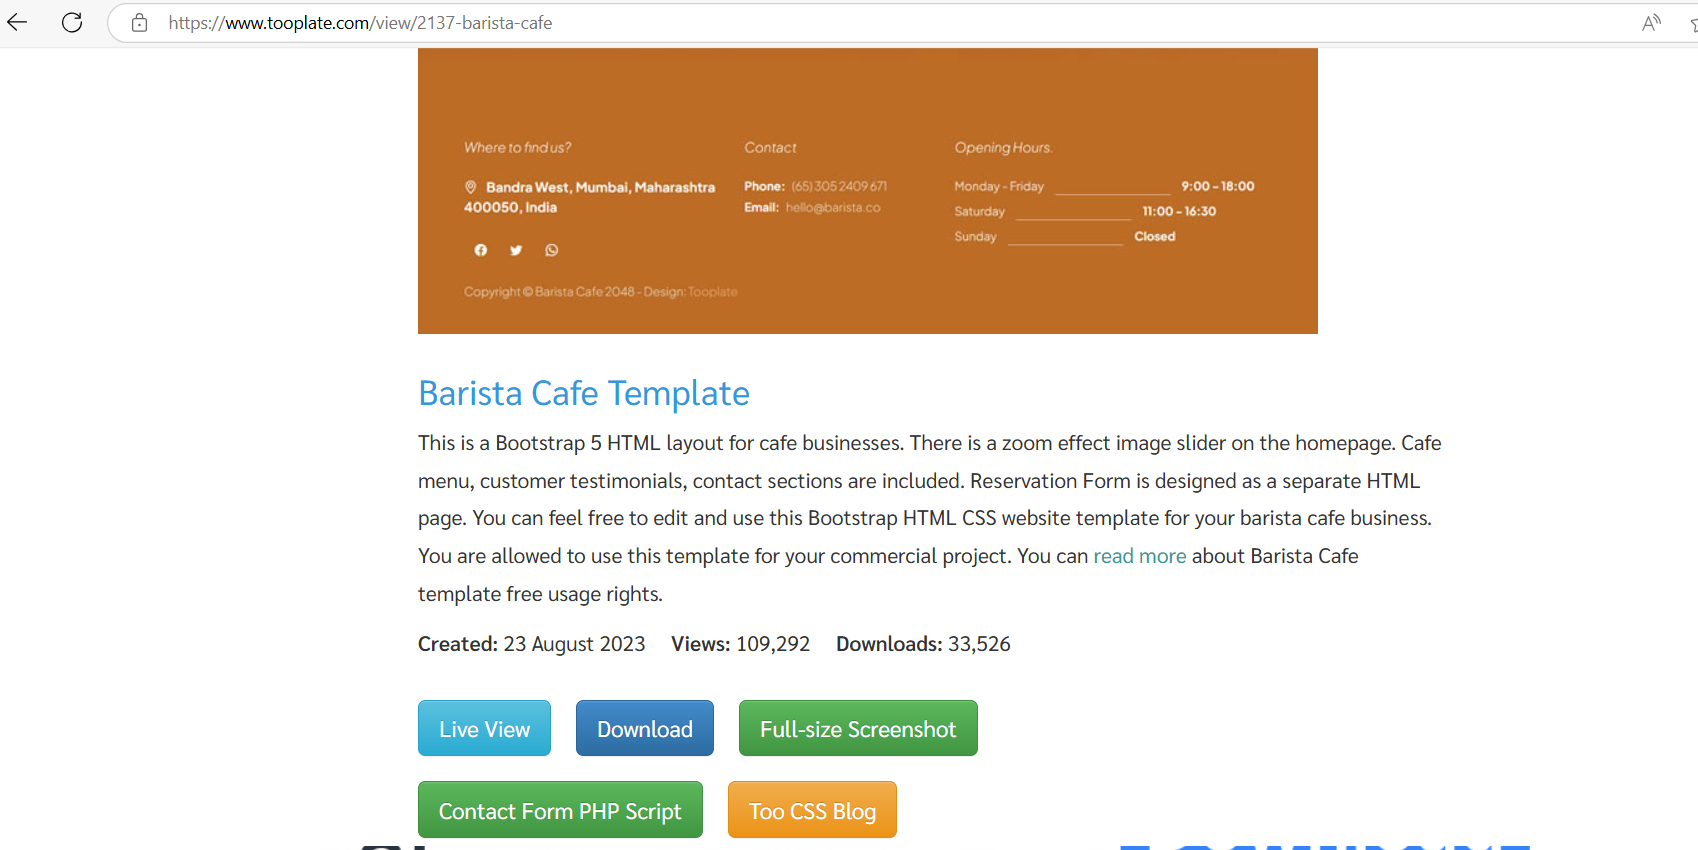 https://www.tooplate.com/view/2137-barista-cafe
Where to find us?
Bandra West, Mumbai, Maharashtra
400050, India
Contact
Phone: (65) 305 2409 671
Email: hello@barista.co
Opening Hours.
Monday - Friday 9:00 - 18:00
Saturday 11:00 - 16:30
Sunday Closed
Copyright © Barista Cafe 2048 - Design: Tooplate
Barista Cafe Template
This is a Bootstrap 5 HTML layout for cafe businesses. There is a zoom effect image slider on the homepage. Cafe
menu, customer testimonials, contact sections are included. Reservation Form is designed as a separate HTML
page. You can feel free to edit and use this Bootstrap HTML CSS website template for your barista cafe business.
You are allowed to use this template for your commercial project. You can read more about Barista Cafe
template free usage rights.
Created: 23 August 2023 Views: 109,292 Downloads: 33,526
Live View Download Full-size Screenshot
Contact Form PHP Script Too CSS Blog